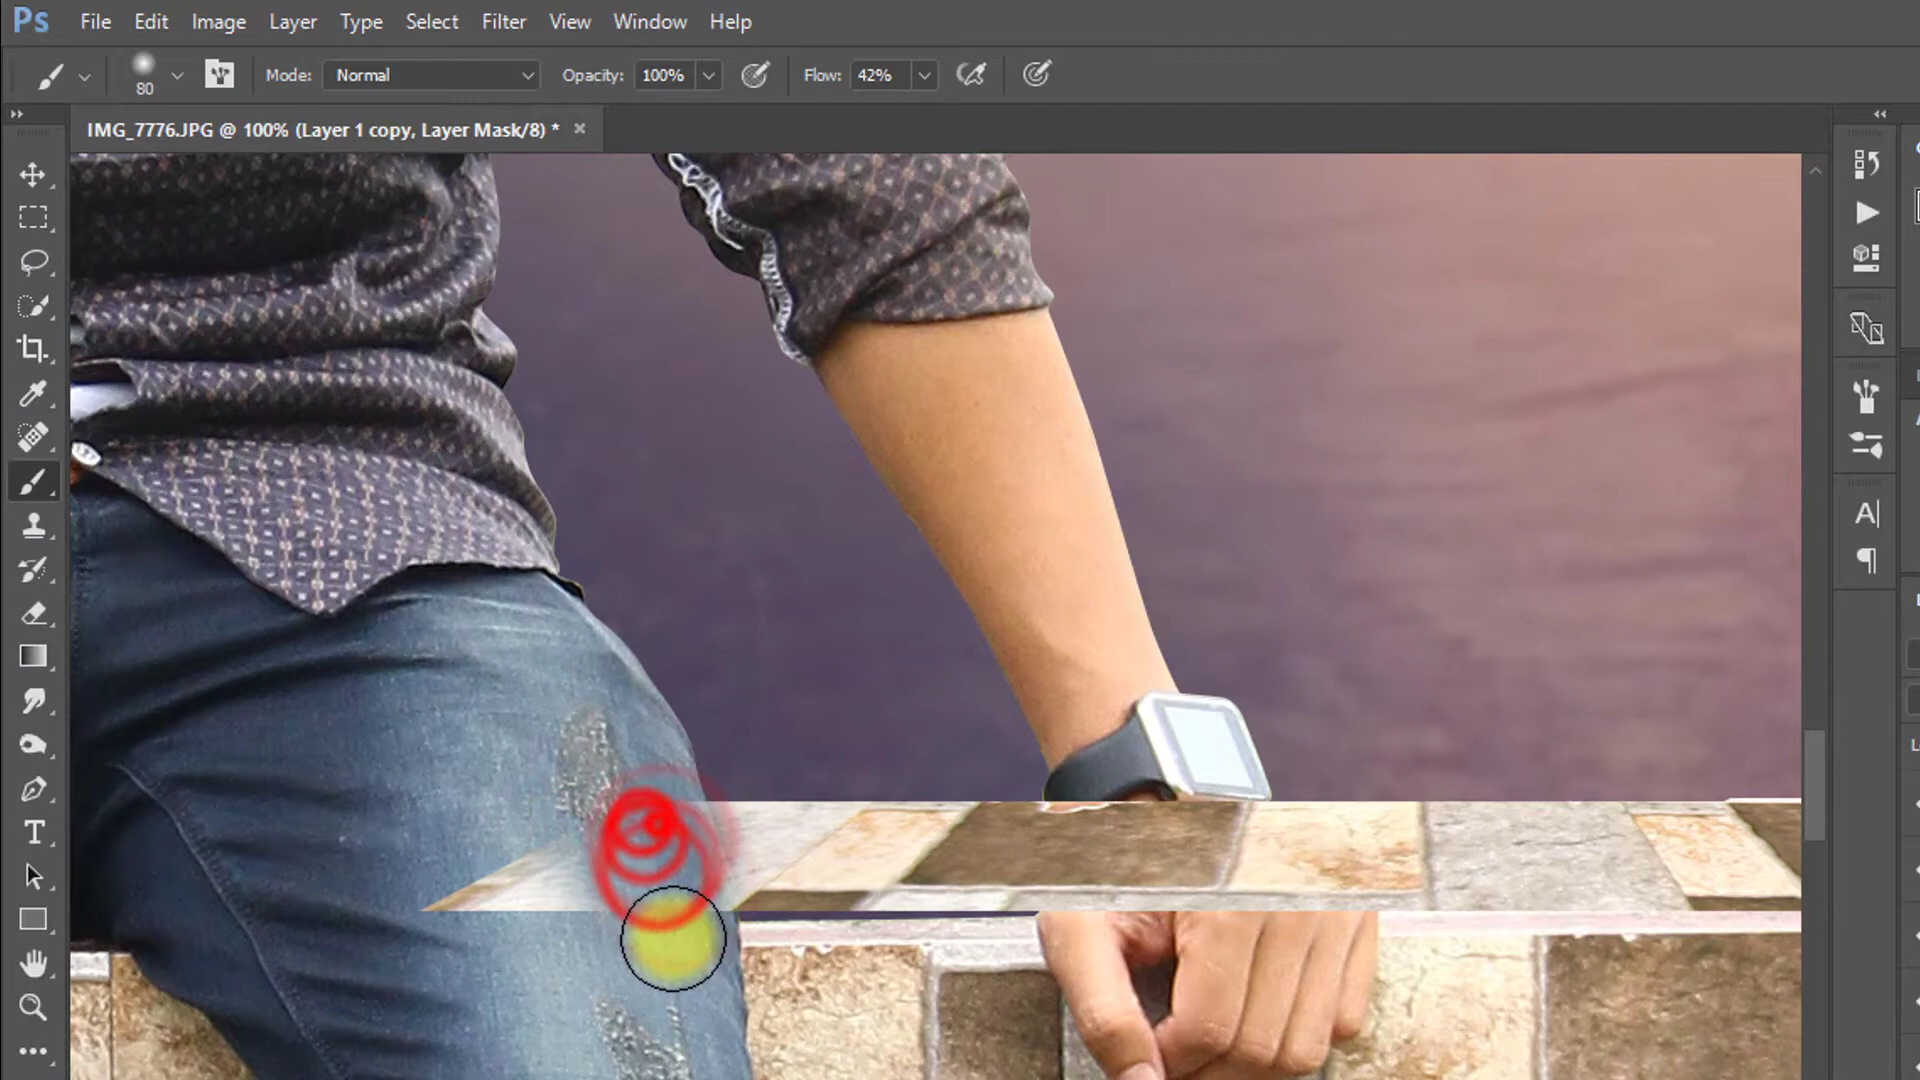 Ps File Edit Image Layer Type Select Filter View Window Help
80 Mode: Normal Opacity: 100% Flow: 42%
IMG_7776.JPG @ 100% (Layer 1 copy, Layer Mask/8) * ×